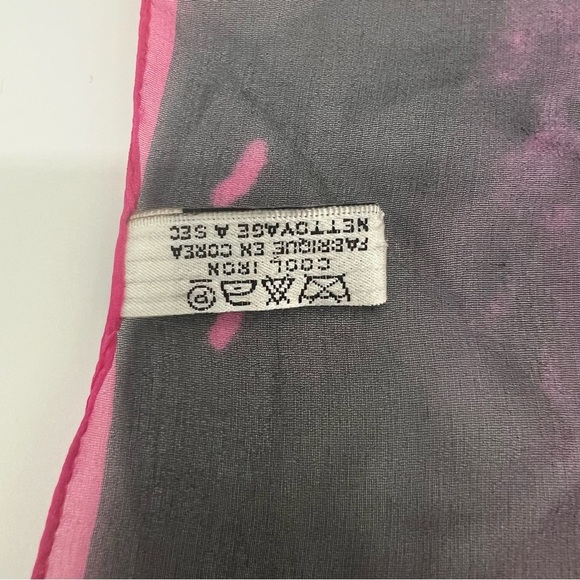 COOL IRON
FABRIQUE EN COREA
NETTOYAGE A SEC